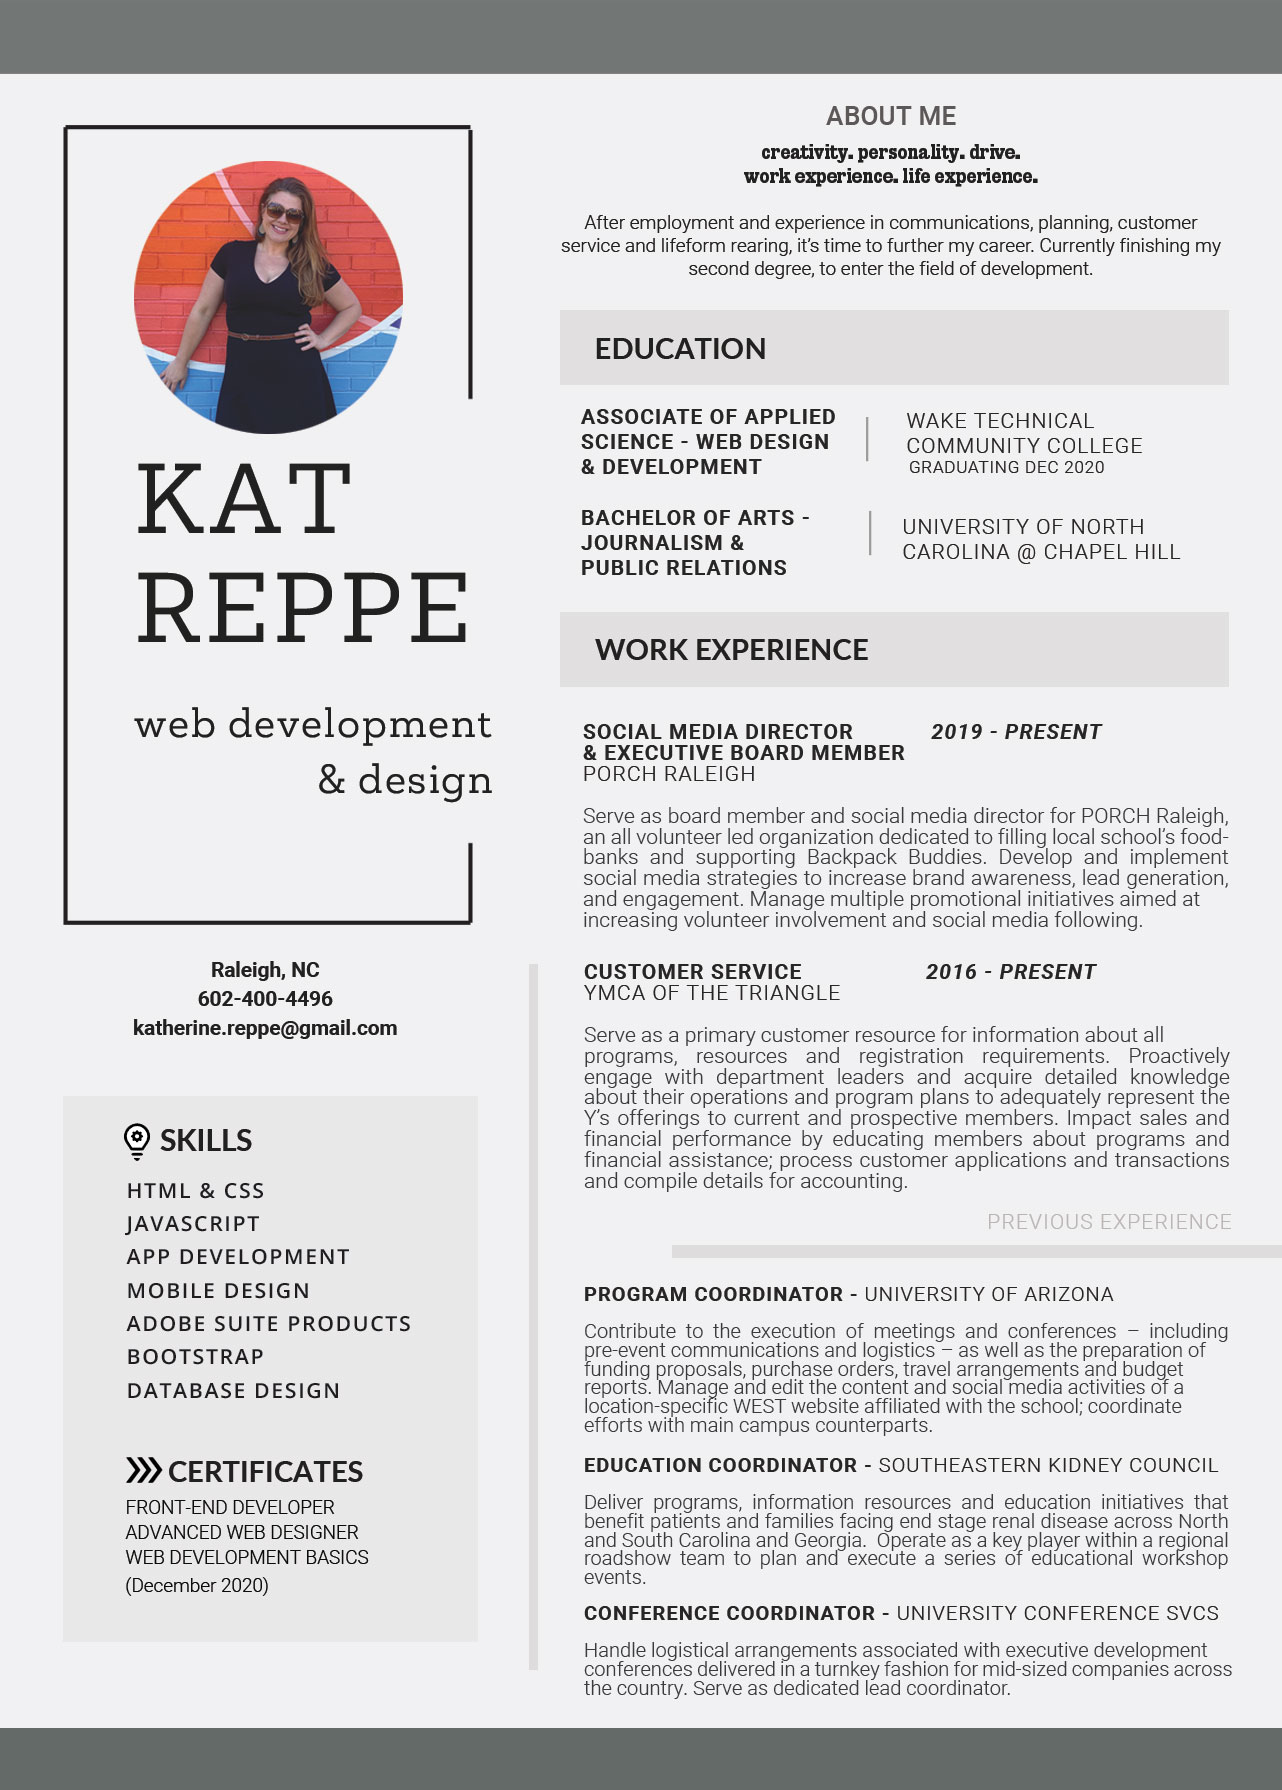 KAT
REPPE
web development
& design
Raleigh, NC
602-400-4496
katherine.reppe@gmail.com
SKILLS
HTML & CSS
JAVASCRIPT
APP DEVELOPMENT
MOBILE DESIGN
ADOBE SUITE PRODUCTS
BOOTSTRAP
DATABASE DESIGN
CERTIFICATES
FRONT-END DEVELOPER
ADVANCED WEB DESIGNER
WEB DEVELOPMENT BASICS
(December 2020)
ABOUT ME
creativity. personality. drive.
work experience. life experience.
After employment and experience in communications, planning, customer
service and lifeform rearing, it’s time to further my career. Currently finishing my
second degree, to enter the field of development.
EDUCATION
ASSOCIATE OF APPLIED
SCIENCE - WEB DESIGN
& DEVELOPMENT
WAKE TECHNICAL
COMMUNITY COLLEGE
GRADUATING DEC 2020
BACHELOR OF ARTS -
JOURNALISM &
PUBLIC RELATIONS
UNIVERSITY OF NORTH
CAROLINA @ CHAPEL HILL
WORK EXPERIENCE
SOCIAL MEDIA DIRECTOR 2019 - PRESENT
& EXECUTIVE BOARD MEMBER
PORCH RALEIGH
Serve as board member and social media director for PORCH Raleigh,
an all volunteer led organization dedicated to filling local school’s food-
banks and supporting Backpack Buddies. Develop and implement
social media strategies to increase brand awareness, lead generation,
and engagement. Manage multiple promotional initiatives aimed at
increasing volunteer involvement and social media following.
CUSTOMER SERVICE 2016 - PRESENT
YMCA OF THE TRIANGLE
Serve as a primary customer resource for information about all
programs, resources and registration requirements. Proactively
engage with department leaders and acquire detailed knowledge
about their operations and program plans to adequately represent the
Y’s offerings to current and prospective members. Impact sales and
financial performance by educating members about programs and
financial assistance; process customer applications and transactions
and compile details for accounting.
PREVIOUS EXPERIENCE
PROGRAM COORDINATOR - UNIVERSITY OF ARIZONA
Contribute to the execution of meetings and conferences – including
pre-event communications and logistics – as well as the preparation of
funding proposals, purchase orders, travel arrangements and budget
reports. Manage and edit the content and social media activities of a
location-specific WEST website affiliated with the school; coordinate
efforts with main campus counterparts.
EDUCATION COORDINATOR - SOUTHEASTERN KIDNEY COUNCIL
Deliver programs, information resources and education initiatives that
benefit patients and families facing end stage renal disease across North
and South Carolina and Georgia. Operate as a key player within a regional
roadshow team to plan and execute a series of educational workshop
events.
CONFERENCE COORDINATOR - UNIVERSITY CONFERENCE SVCS
Handle logistical arrangements associated with executive development
conferences delivered in a turnkey fashion for mid-sized companies across
the country. Serve as dedicated lead coordinator.